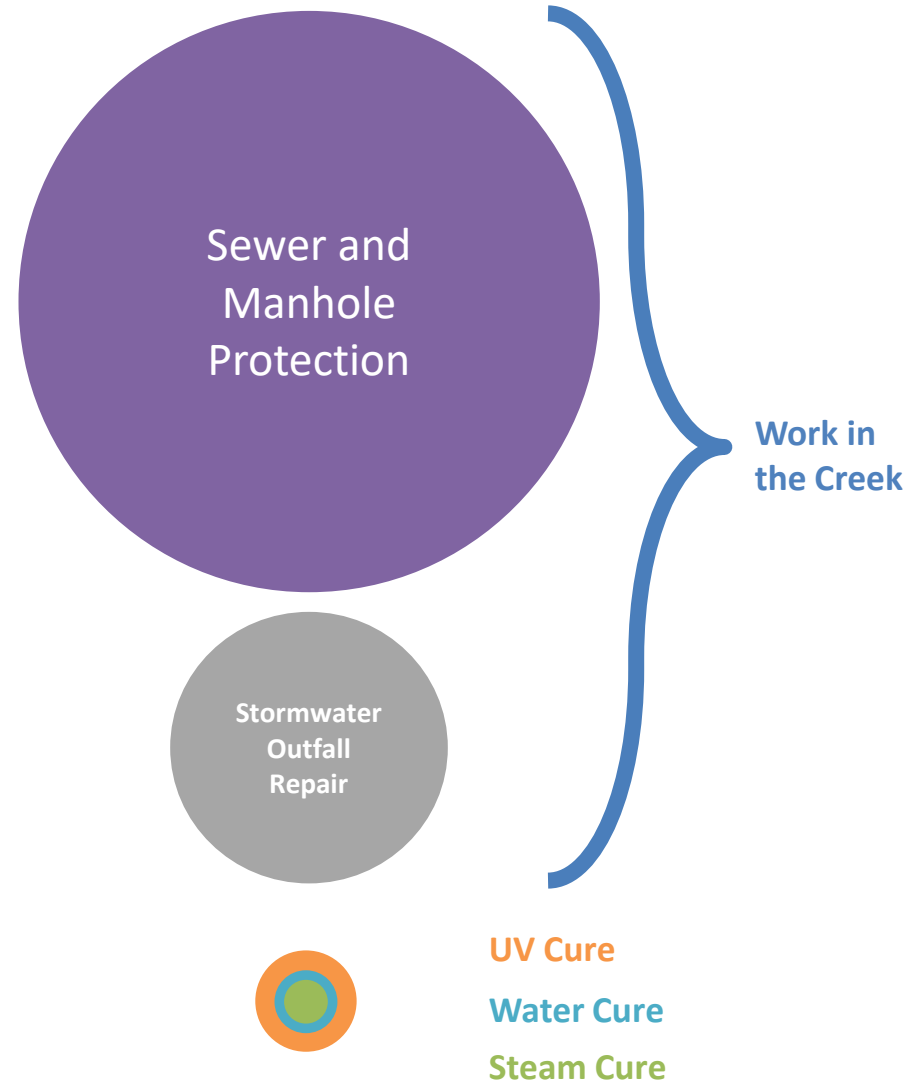 Sewer and
Manhole
Protection
Work in
the Creek
Stormwater
Outfall
Repair
UV Cure
Water Cure
Steam Cure